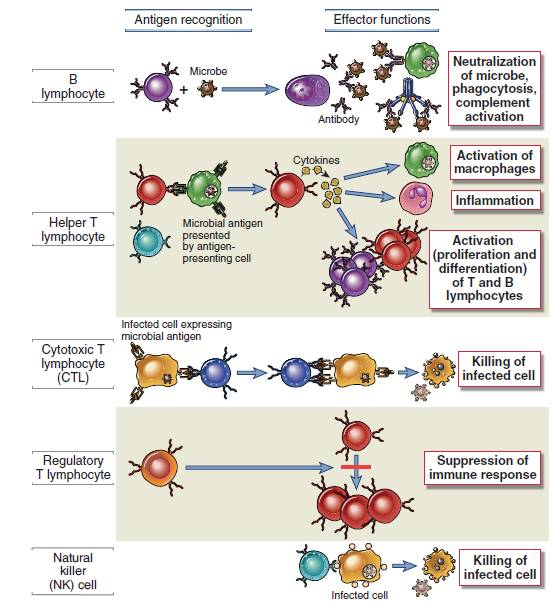 Antigen recognition
Effector functions
B
lymphocyte
Microbe
+
Antibody
Neutralization
of microbe,
phagocytosis,
complement
activation
Helper T
lymphocyte
Microbial antigen
presented
by antigen-
presenting cell
Cytokines
Activation of
macrophages
Inflammation
Activation
(proliferation and
differentiation)
of T and B
lymphocytes
Cytotoxic T
lymphocyte
(CTL)
Infected cell expressing
microbial antigen
Killing of
infected cell
Regulatory
T lymphocyte
Suppression of
immune response
Natural
killer
(NK) cell
Infected cell
Killing of
infected cell